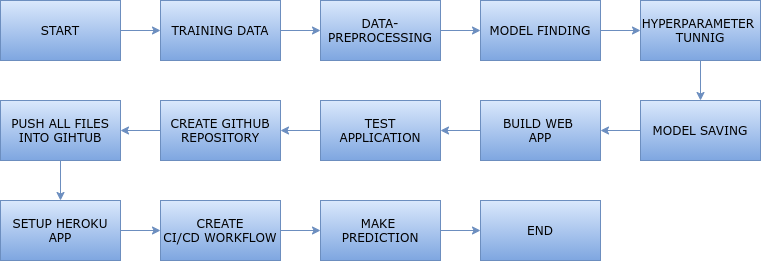 START
TRAINING DATA
DATA-
PREPROCESSING
MODEL FINDING
HYPERPARAMETER
TUNNIG
MODEL SAVING
BUILD WEB
APP
TEST
APPLICATION
CREATE GITHUB
REPOSITORY
PUSH ALL FILES
INTO GIHTUB
SETUP HEROKU
APP
CREATE
CI/CD WORKFLOW
MAKE
PREDICTION
END